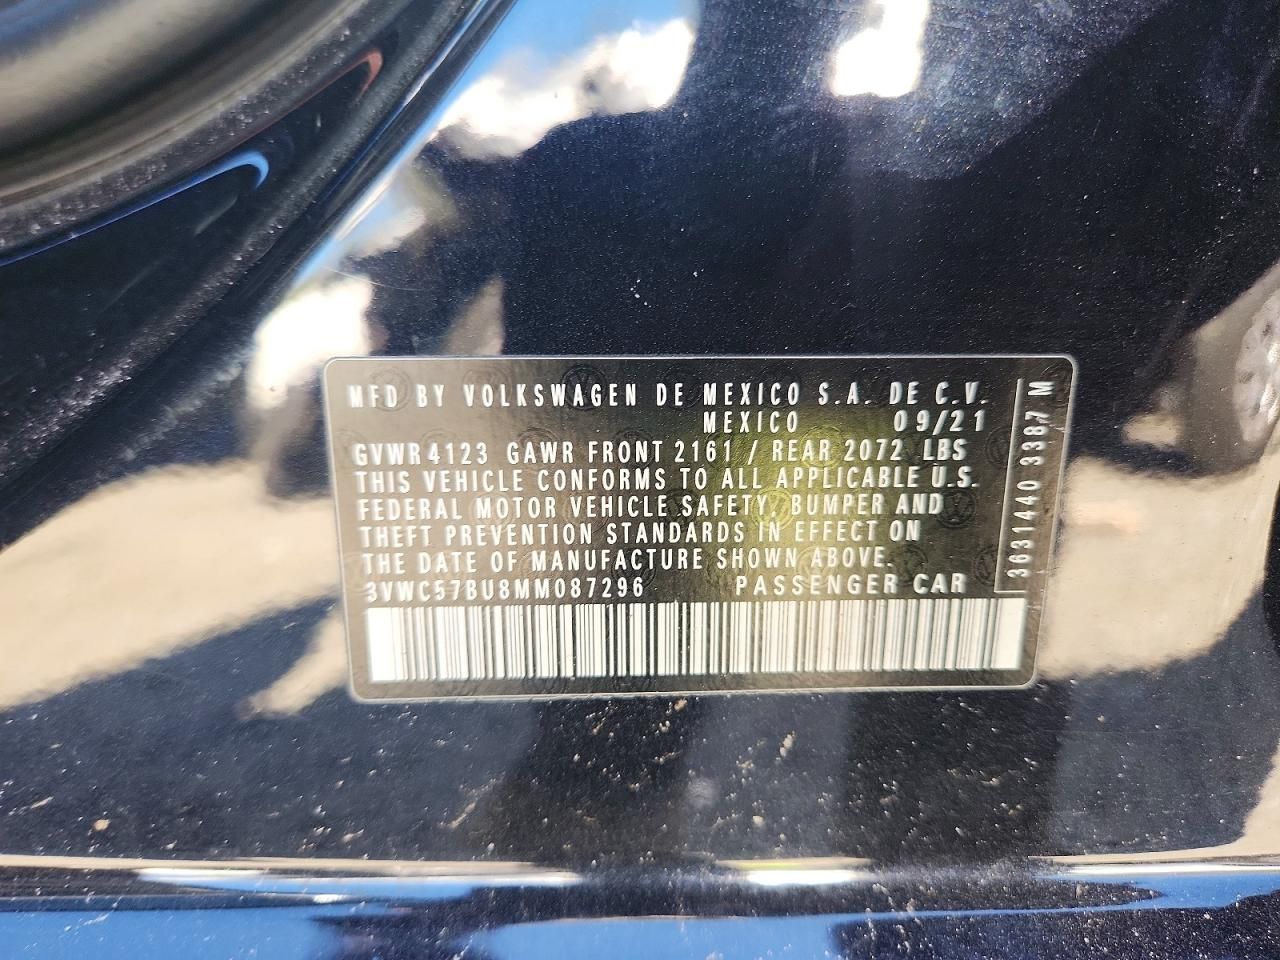 MFD BY VOLKSWAGEN DE MEXICO S.A. DE C.V.
MEXICO 09/21
GVWR 4123 GAWR FRONT 2161 / REAR 2072 LBS
THIS VEHICLE CONFORMS TO ALL APPLICABLE U.S.
FEDERAL MOTOR VEHICLE SAFETY, BUMPER AND
THEFT PREVENTION STANDARDS IN EFFECT ON
THE DATE OF MANUFACTURE SHOWN ABOVE.
3VWC57BU8MM087296 PASSENGER CAR
3631440 3387 M